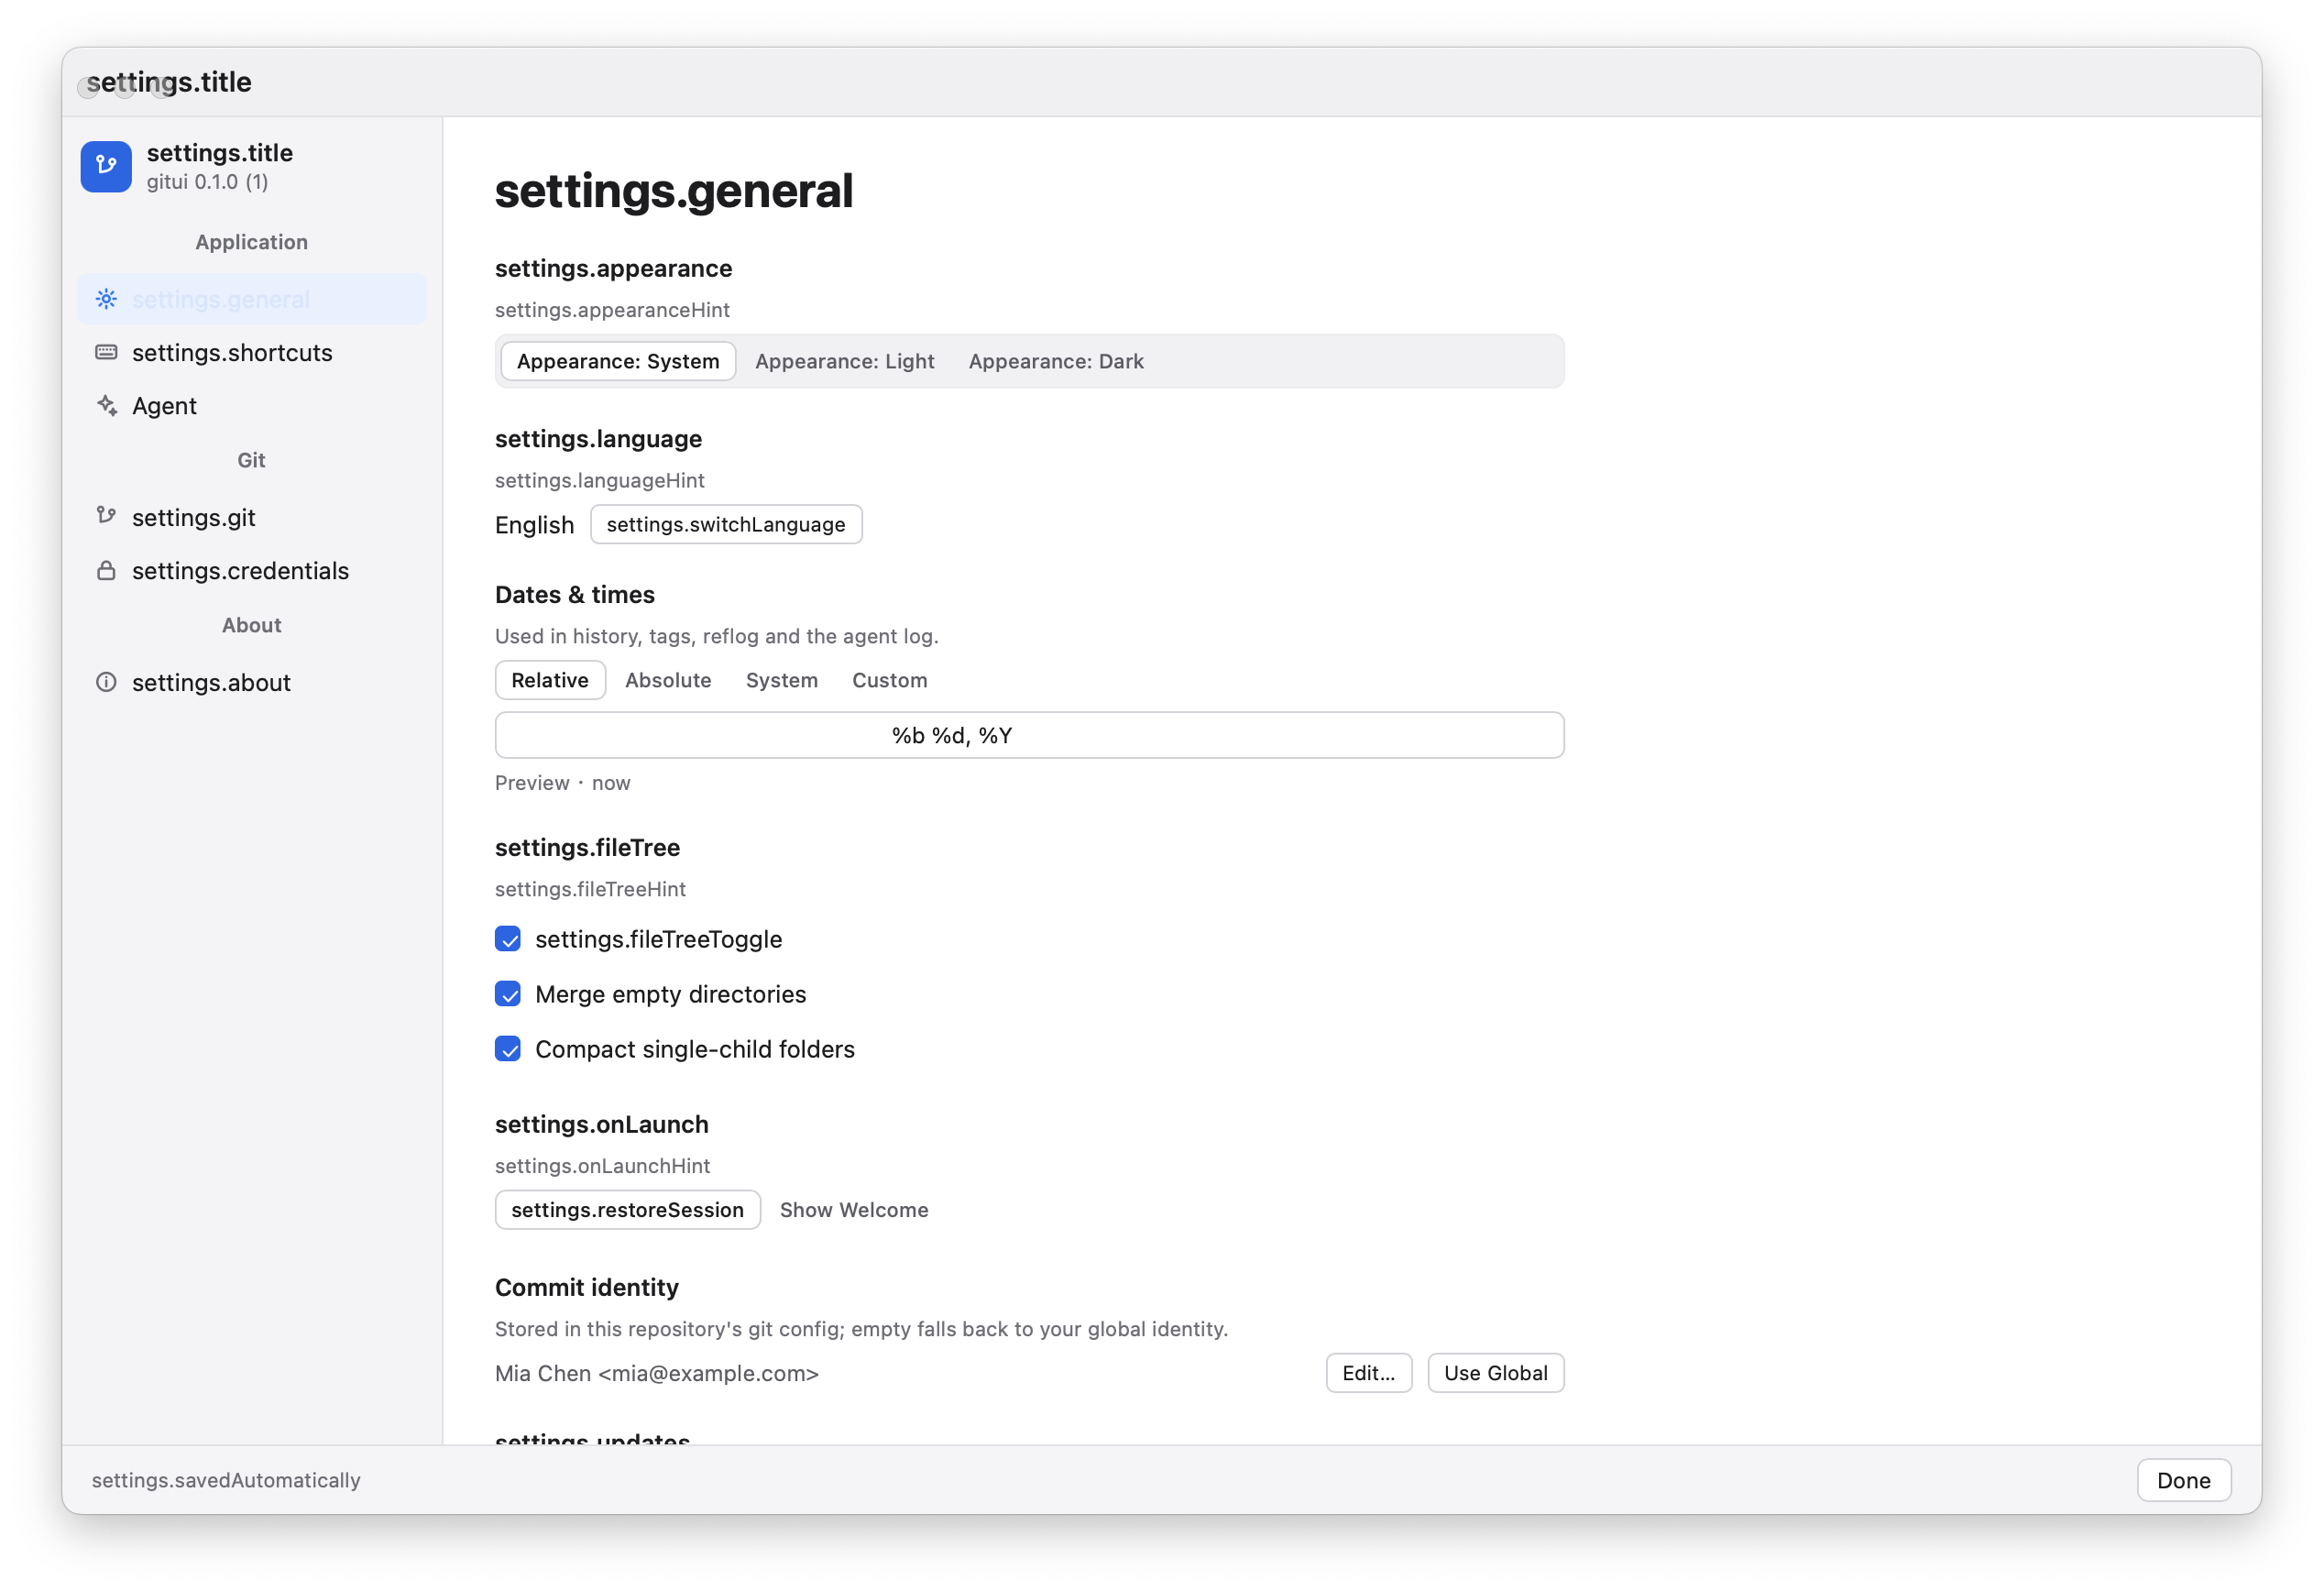 settings.title
settings.title
gitui 0.1.0 (1)
Application
settings.general
settings.shortcuts
Agent
Git
settings.git
settings.credentials
About
settings.about
settings.general
settings.appearance
settings.appearanceHint
Appearance: System Appearance: Light Appearance: Dark
settings.language
settings.languageHint
English settings.switchLanguage
Dates & times
Used in history, tags, reflog and the agent log.
Relative Absolute System Custom
%b %d, %Y
Preview · now
settings.fileTree
settings.fileTreeHint
settings.fileTreeToggle
Merge empty directories
Compact single-child folders
settings.onLaunch
settings.onLaunchHint
settings.restoreSession Show Welcome
Commit identity
Stored in this repository's git config; empty falls back to your global identity.
Mia Chen <mia@example.com> Edit... Use Global
settings.updates
settings.savedAutomatically Done